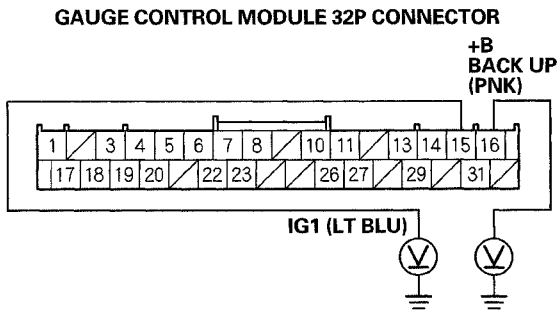 GAUGE CONTROL MODULE 32P CONNECTOR
+B
BACK UP
(PNK)
1 3 4 5 6 7 8 10 11 13 14 15 16
17 18 19 20 22 23 26 27 29 31
IG1 (LT BLU)
V V